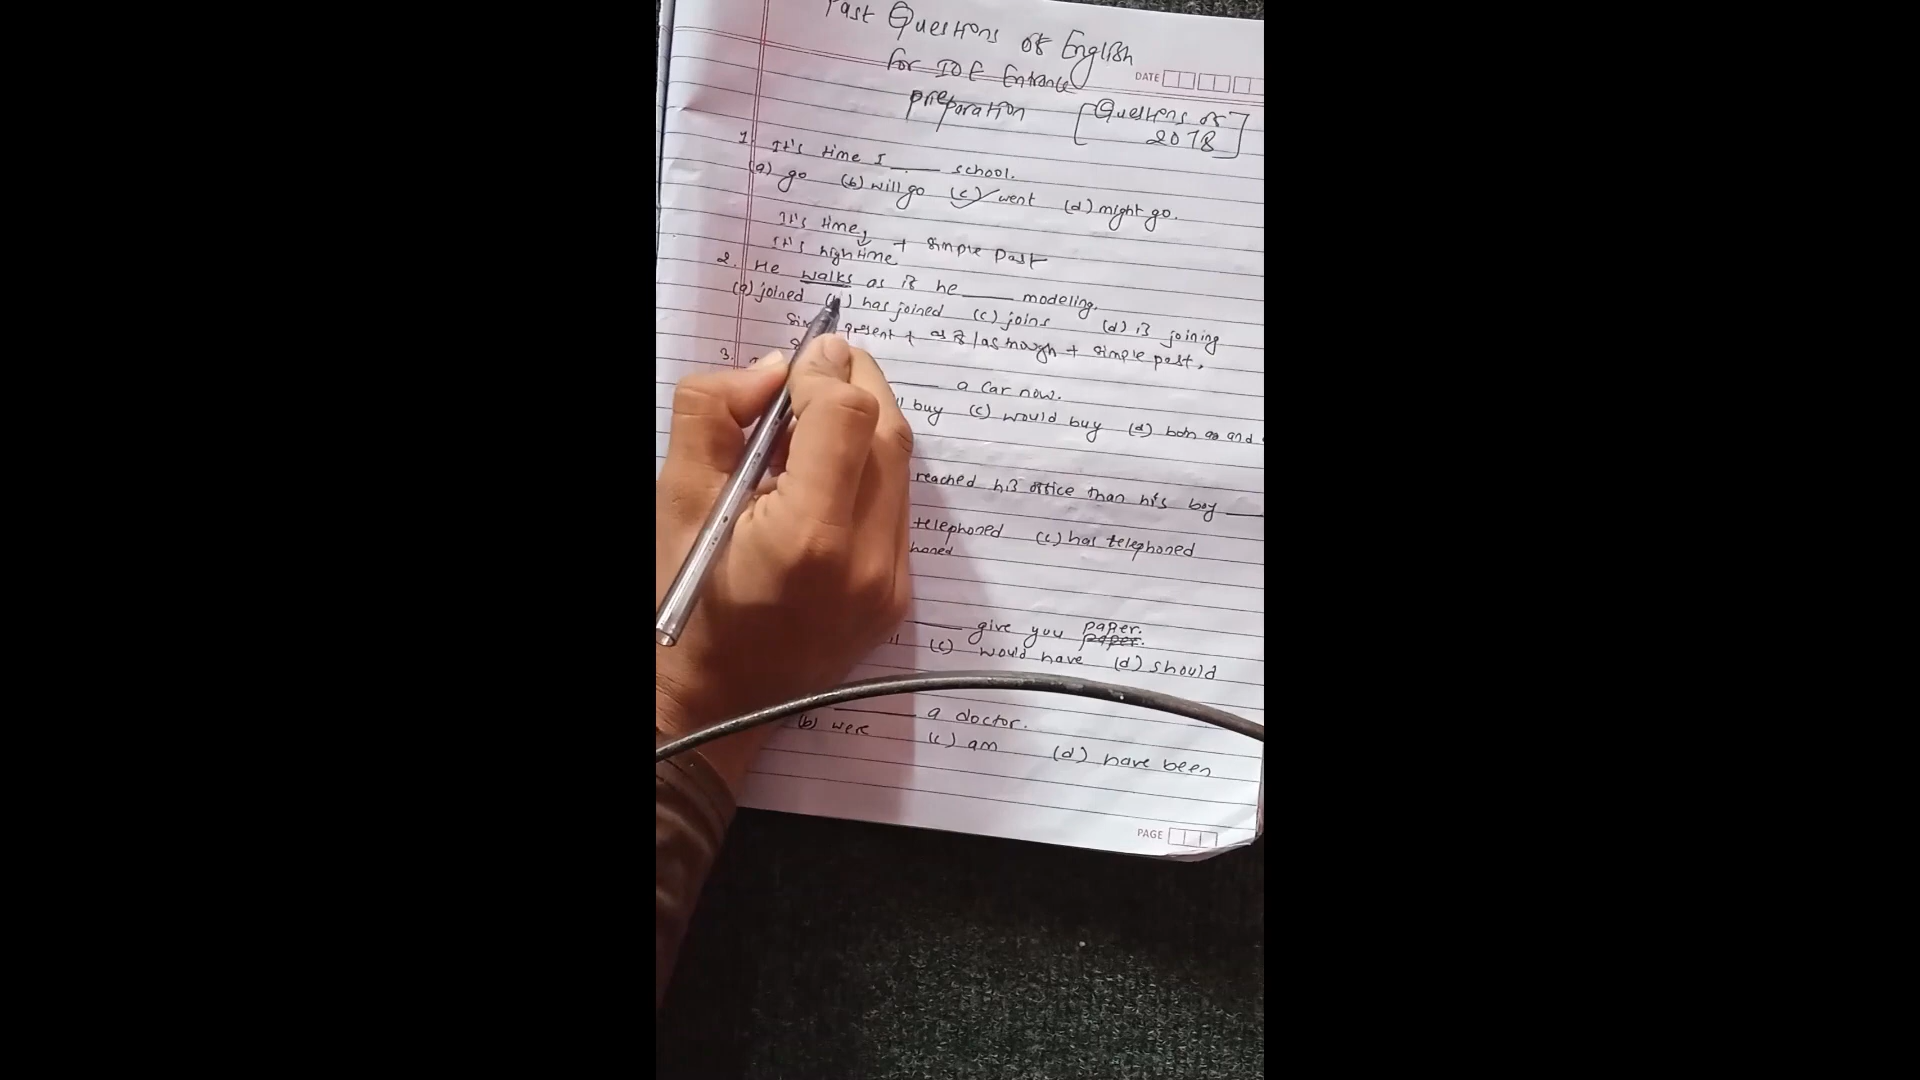 Past Questions of English
for IOE Entrance
preporation [Questions of
2018]
DATE
1. It's time I ____ school.
(a) go (b) will go (c) went (d) might go.
It's time, + simple past
It's high time
2. He walks as if he ____ modeling.
(a) joined (b) has joined (c) joins (d) is joining
present + as if/as though + simple past.
3.
____ a car now.
buy (c) would buy (d) both and
reached his office than his boy ____
telephoned (c) has telephoned
honed
____ give you paper.
(c) would have (d) should
____ a doctor.
(b) were (c) am (d) have been
PAGE